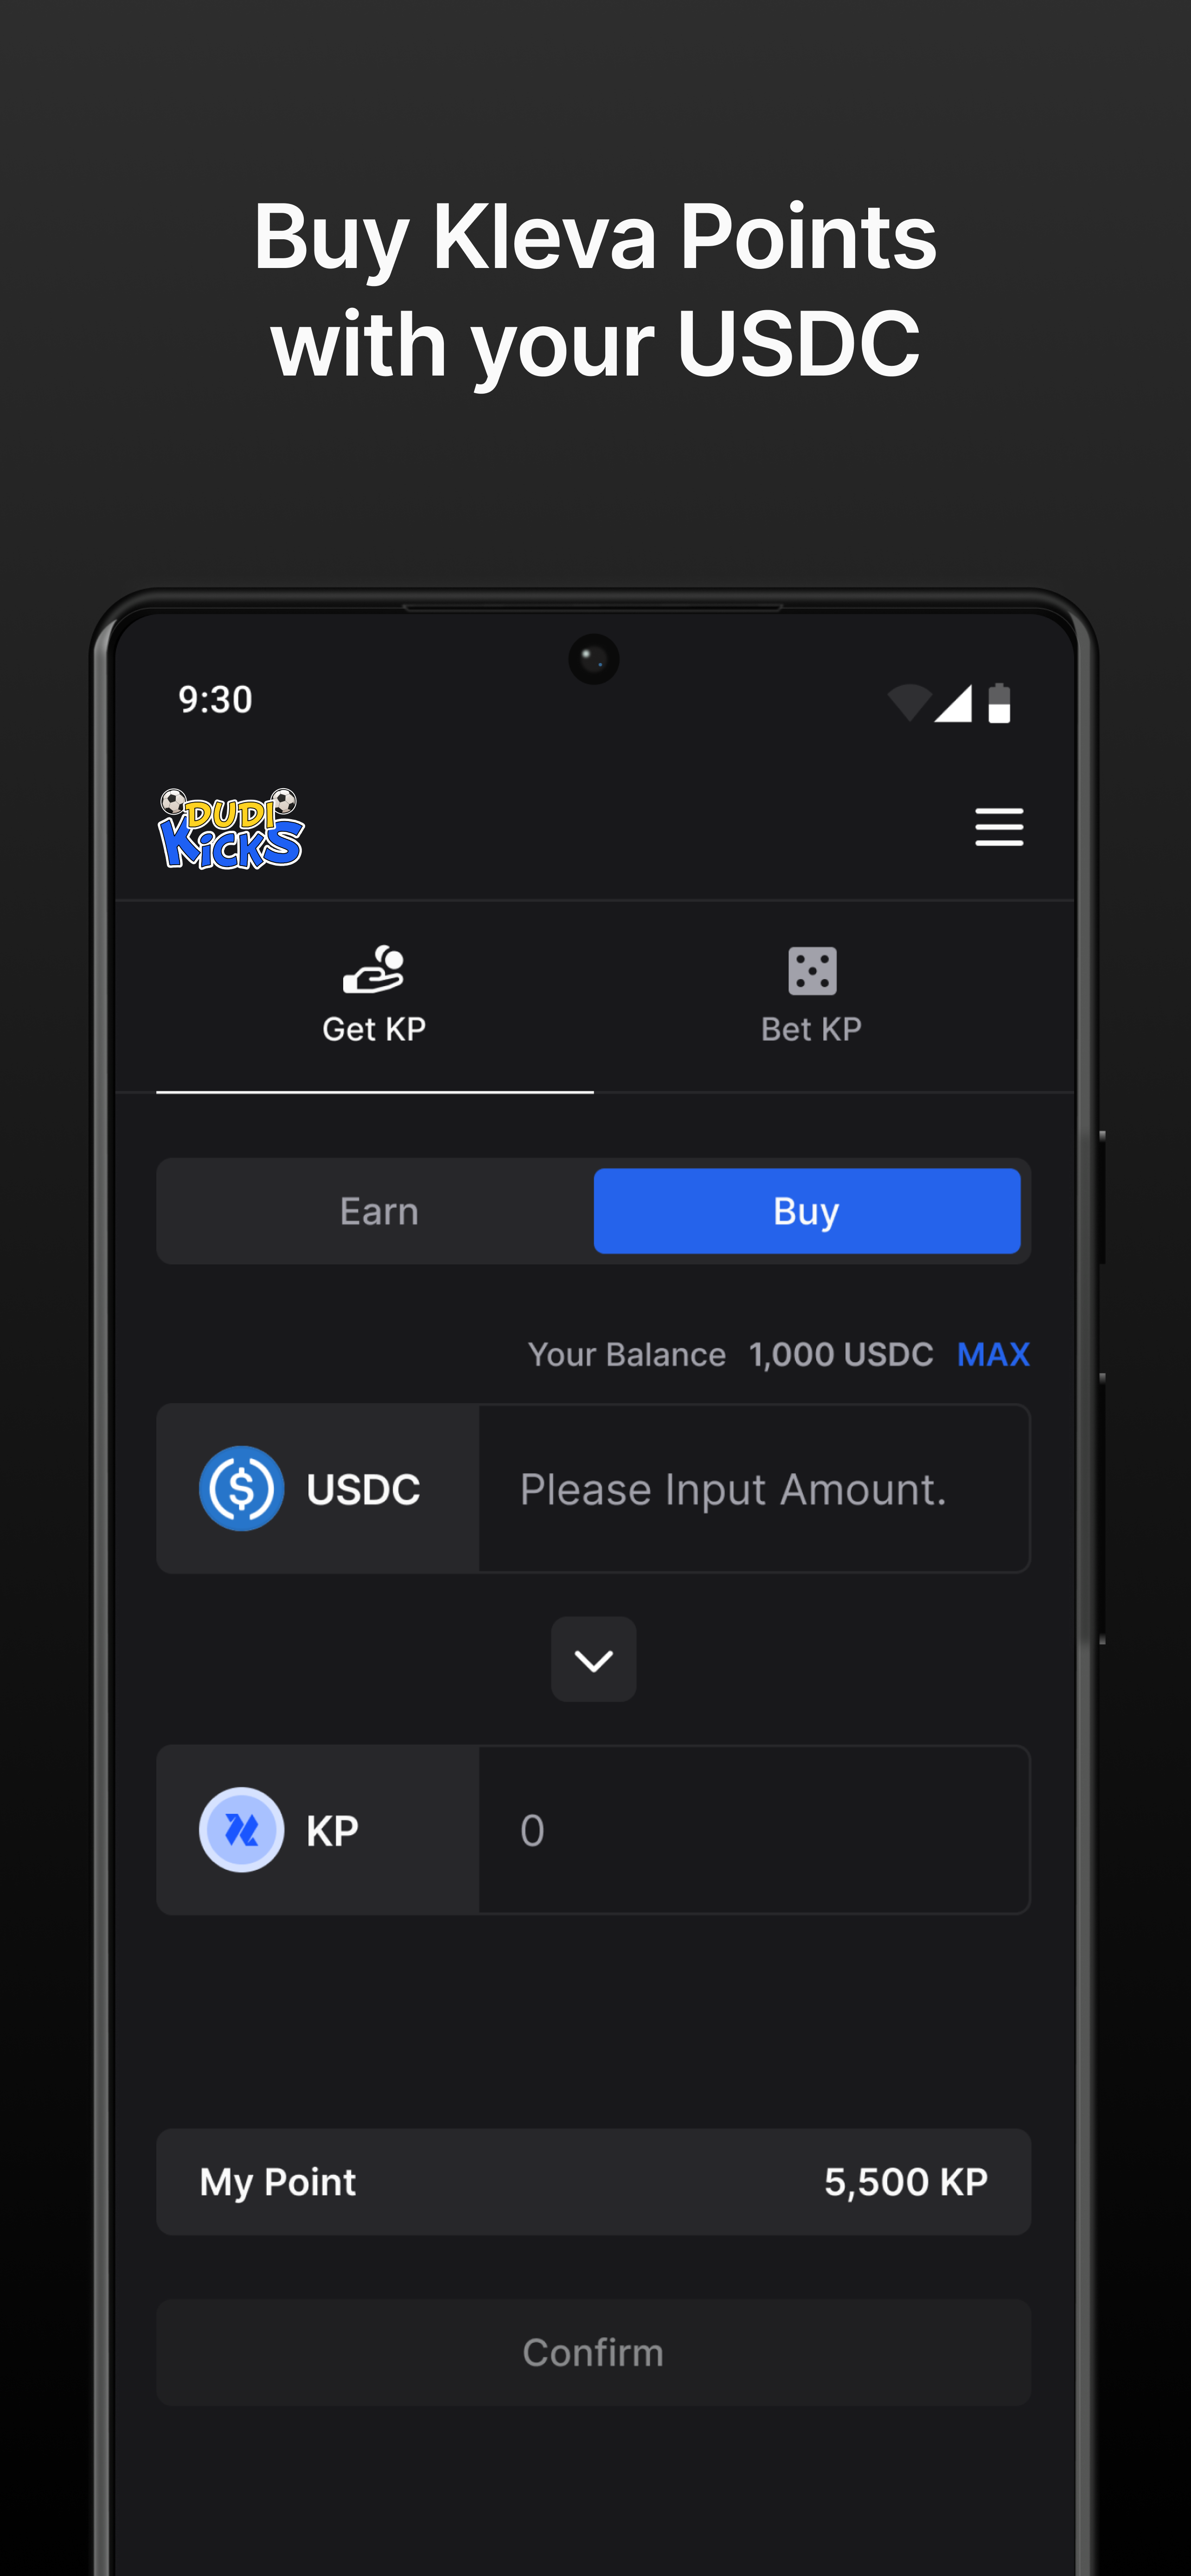 Buy Kleva Points
with your USDC
9:30
DUDI
KiCKS
Get KP
Bet KP
Earn
Buy
Your Balance 1,000 USDC MAX
USDC
Please Input Amount.
KP
0
My Point
5,500 KP
Confirm